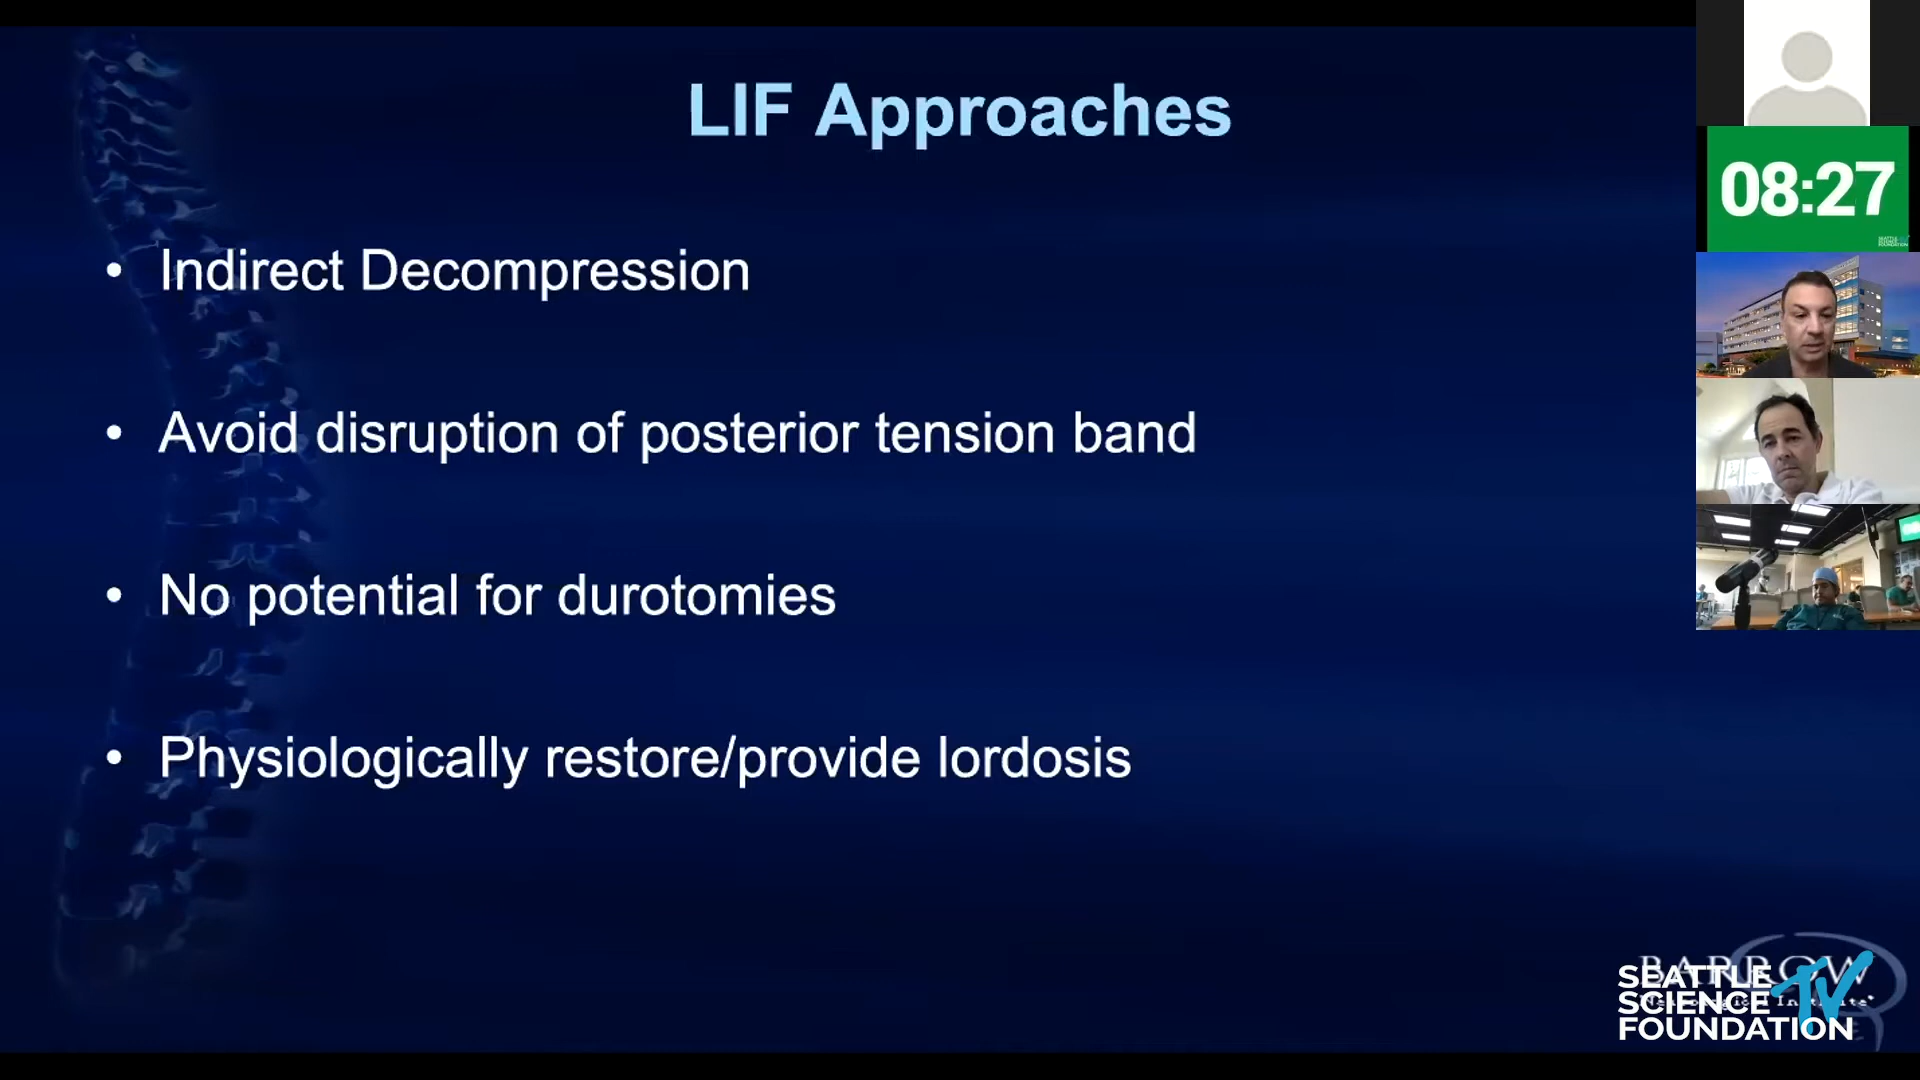 LIF Approaches
• Indirect Decompression
• Avoid disruption of posterior tension band
• No potential for durotomies
• Physiologically restore/provide lordosis
08:27
BARROW
SEATTLE
SCIENCE TV
FOUNDATION